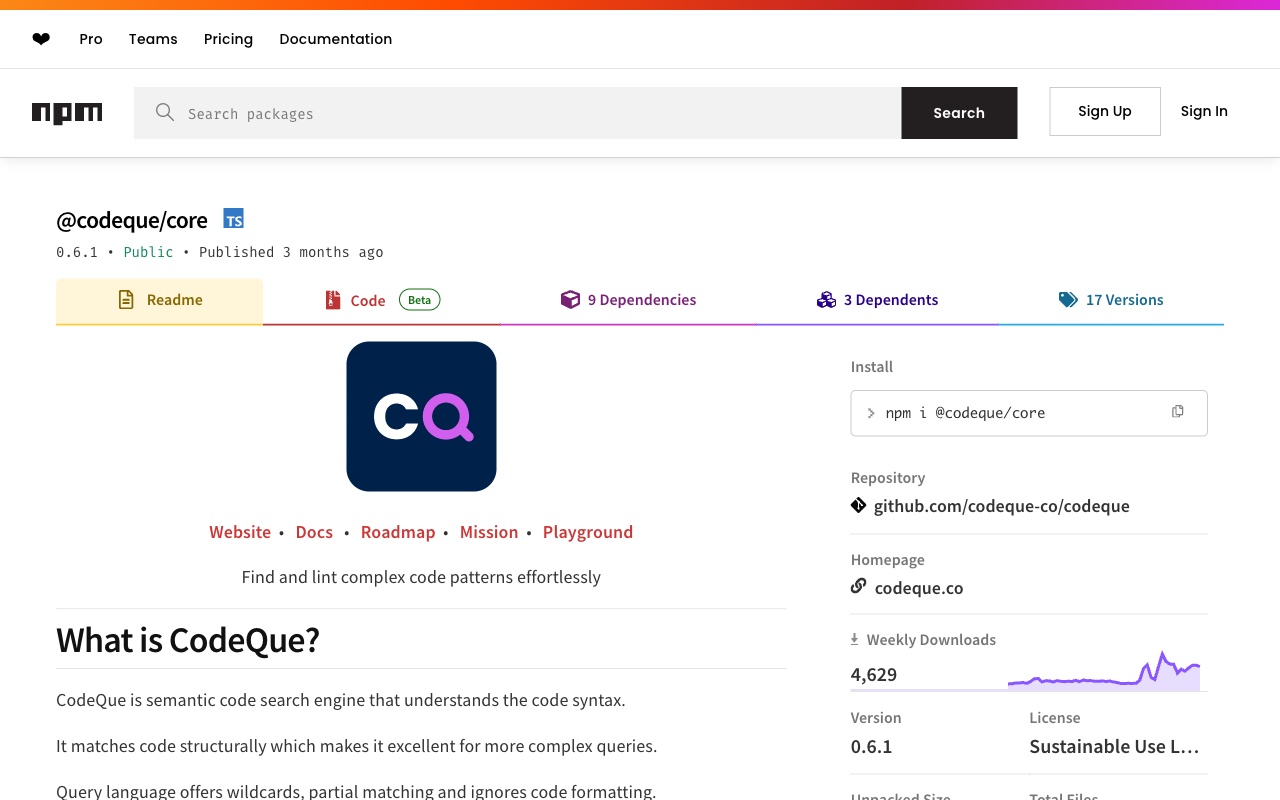 ❤ Pro Teams Pricing Documentation
npm Search packages Search Sign Up Sign In
@codeque/core TS
0.6.1 • Public • Published 3 months ago
Readme Code Beta 9 Dependencies 3 Dependents 17 Versions
CQ
Website • Docs • Roadmap • Mission • Playground
Find and lint complex code patterns effortlessly
What is CodeQue?
CodeQue is semantic code search engine that understands the code syntax.
It matches code structurally which makes it excellent for more complex queries.
Query language offers wildcards, partial matching and ignores code formatting.
Install
npm i @codeque/core
Repository
github.com/codeque-co/codeque
Homepage
codeque.co
Weekly Downloads
4,629
Version License
0.6.1 Sustainable Use L…
Unpacked Size Total Files